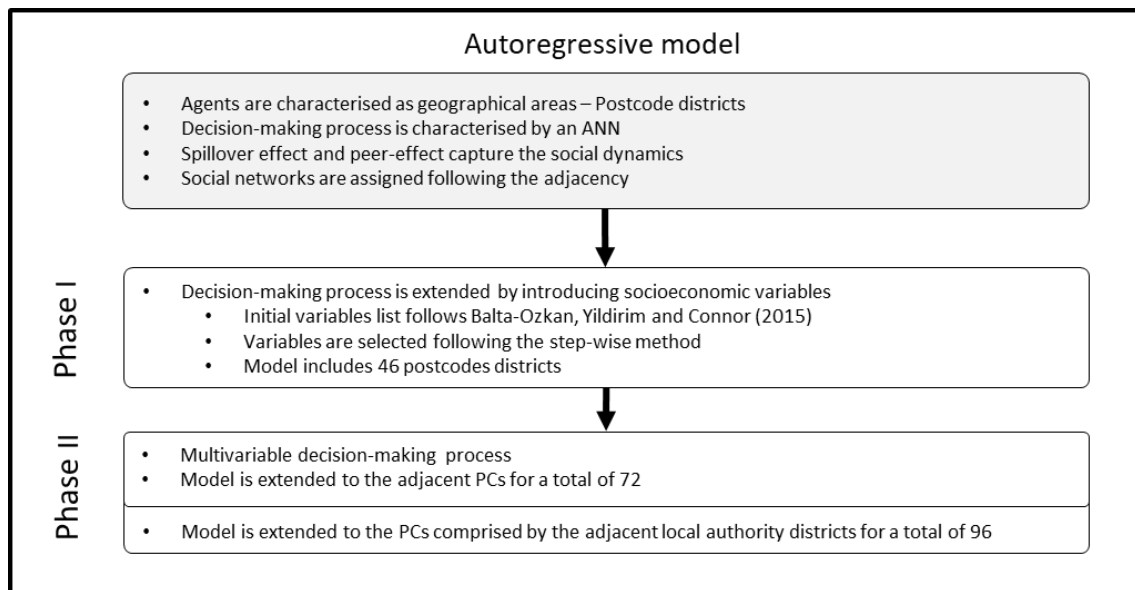 Autoregressive model
• Agents are characterised as geographical areas – Postcode districts
• Decision-making process is characterised by an ANN
• Spillover effect and peer-effect capture the social dynamics
• Social networks are assigned following the adjacency
Phase I
• Decision-making process is extended by introducing socioeconomic variables
• Initial variables list follows Balta-Ozkan, Yildirim and Connor (2015)
• Variables are selected following the step-wise method
• Model includes 46 postcodes districts
Phase II
• Multivariable decision-making process
• Model is extended to the adjacent PCs for a total of 72
• Model is extended to the PCs comprised by the adjacent local authority districts for a total of 96